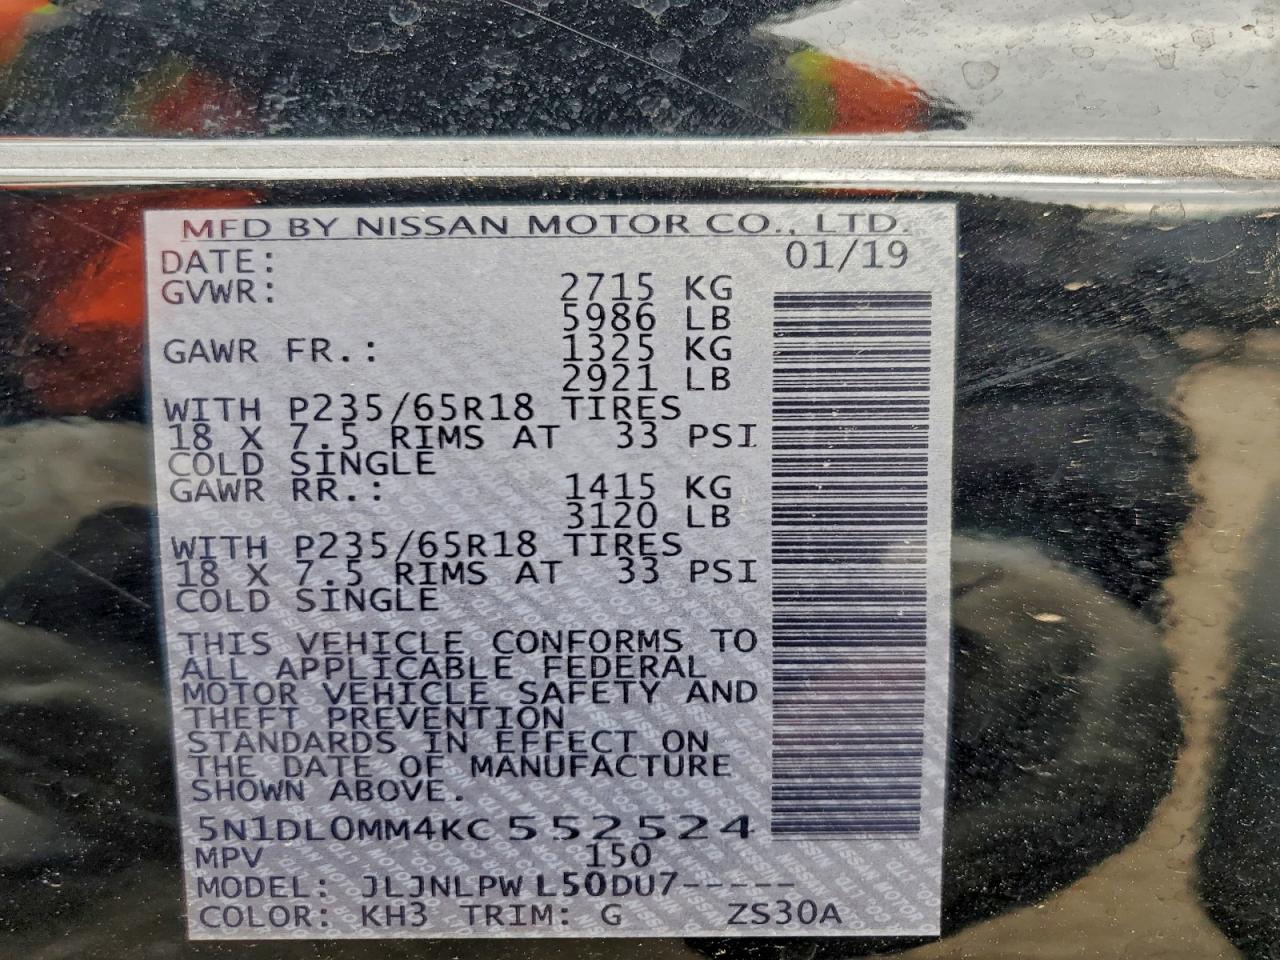 MFD BY NISSAN MOTOR CO., LTD.
DATE: 01/19
GVWR: 2715 KG
5986 LB
GAWR FR.: 1325 KG
2921 LB
WITH P235/65R18 TIRES
18 X 7.5 RIMS AT 33 PSI
COLD SINGLE
GAWR RR.: 1415 KG
3120 LB
WITH P235/65R18 TIRES
18 X 7.5 RIMS AT 33 PSI
COLD SINGLE
THIS VEHICLE CONFORMS TO
ALL APPLICABLE FEDERAL
MOTOR VEHICLE SAFETY AND
THEFT PREVENTION
STANDARDS IN EFFECT ON
THE DATE OF MANUFACTURE
SHOWN ABOVE.
5N1DL0MM4KC552524
MPV 150
MODEL: JLJNLPW L50DU7-----
COLOR: KH3 TRIM: G ZS30A